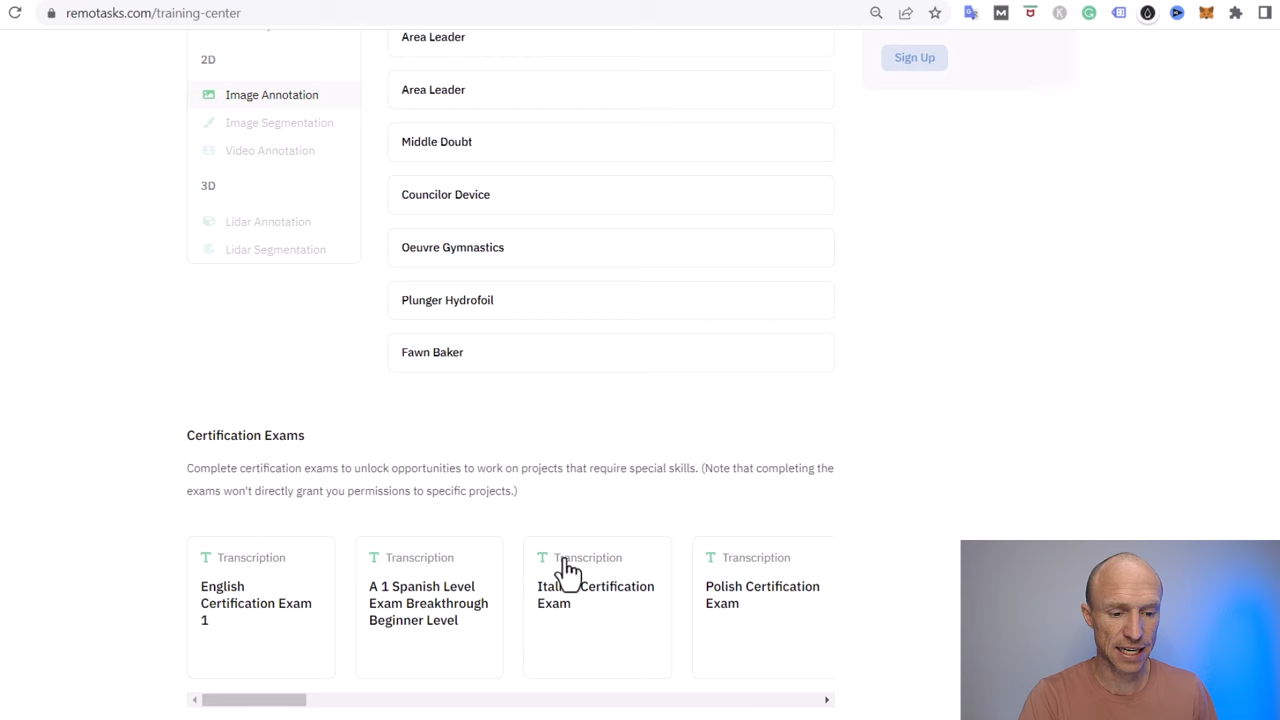 remotasks.com/training-center
Area Leader
Sign Up
2D
Area Leader
Image Annotation
Image Segmentation
Middle Doubt
Video Annotation
3D
Councilor Device
Lidar Annotation
Lidar Segmentation
Oeuvre Gymnastics
Plunger Hydrofoil
Fawn Baker
Certification Exams
Complete certification exams to unlock opportunities to work on projects that require special skills. (Note that completing the
exams won't directly grant you permissions to specific projects.)
Transcription
English
Certification Exam
1
Transcription
A 1 Spanish Level
Exam Breakthrough
Beginner Level
Transcription
Certification
Exam
Transcription
Polish Certification
Exam